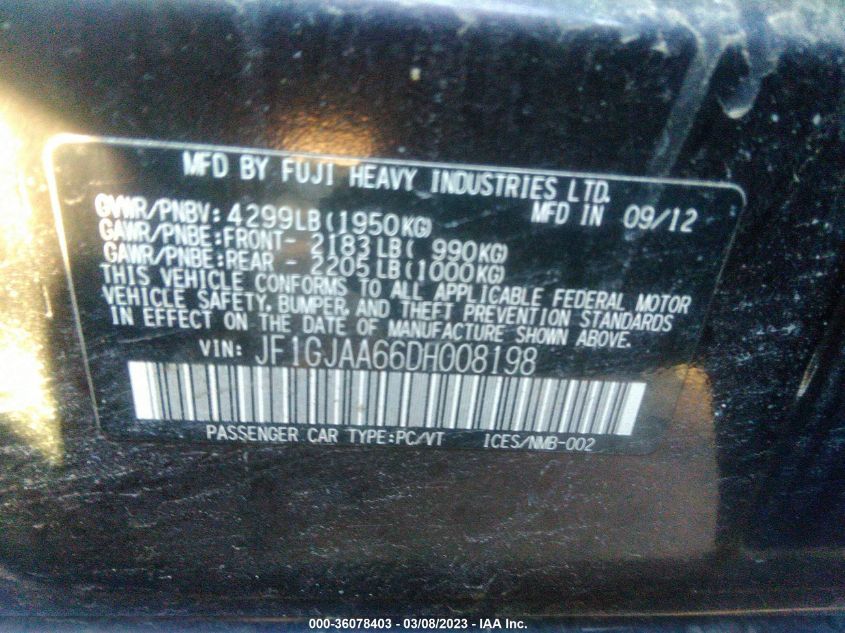 MFD BY FUJI HEAVY INDUSTRIES LTD.
GVWR/PNBV: 4299LB(1950KG) MFD IN 09/12
GAWR/PNBE:FRONT- 2183LB( 990KG)
GAWR/PNBE:REAR - 2205LB(1000KG)
THIS VEHICLE CONFORMS TO ALL APPLICABLE FEDERAL MOTOR
VEHICLE SAFETY, BUMPER, AND THEFT PREVENTION STANDARDS
IN EFFECT ON THE DATE OF MANUFACTURE SHOWN ABOVE.
VIN: JF1GJAA66DH008198
PASSENGER CAR TYPE:PC/VT ICES/NMB-002
000-36078403 - 03/08/2023 - IAA Inc.